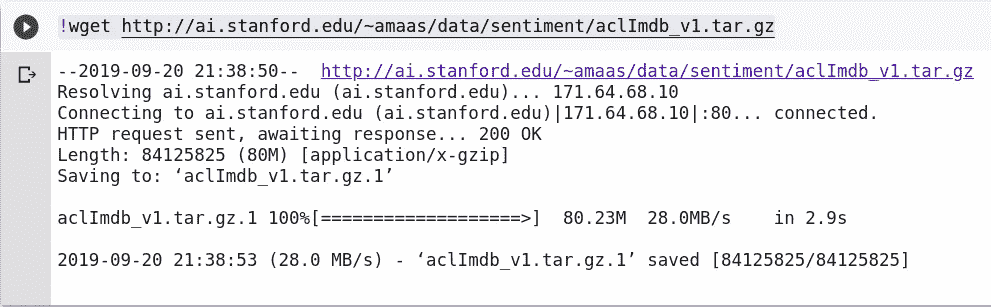 !wget http://ai.stanford.edu/~amaas/data/sentiment/aclImdb_v1.tar.gz
--2019-09-20 21:38:50--  http://ai.stanford.edu/~amaas/data/sentiment/aclImdb_v1.tar.gz
Resolving ai.stanford.edu (ai.stanford.edu)... 171.64.68.10
Connecting to ai.stanford.edu (ai.stanford.edu)|171.64.68.10|:80... connected.
HTTP request sent, awaiting response... 200 OK
Length: 84125825 (80M) [application/x-gzip]
Saving to: ‘aclImdb_v1.tar.gz.1’
aclImdb_v1.tar.gz.1 100%[===================>]  80.23M  28.0MB/s    in 2.9s
2019-09-20 21:38:53 (28.0 MB/s) - ‘aclImdb_v1.tar.gz.1’ saved [84125825/84125825]